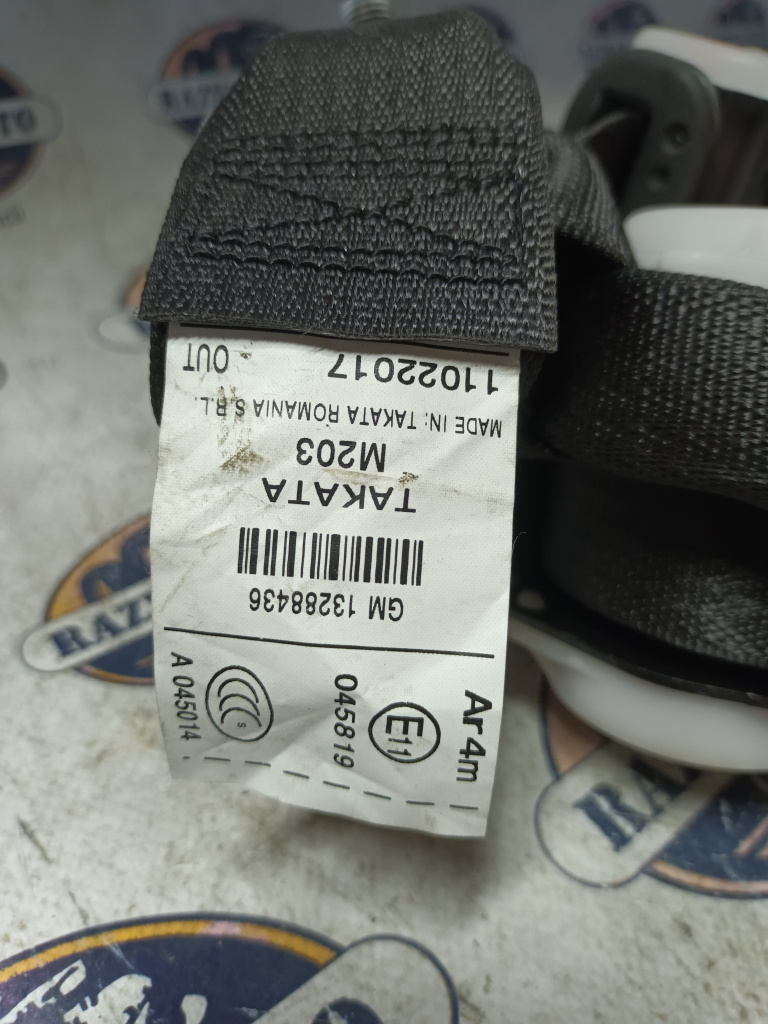 11022017 OUT
MADE IN: TAKATA ROMANIA S.R.L.
M203
TAKATA
GM 13288436
Ar4m
E11
045819
S
A 045014